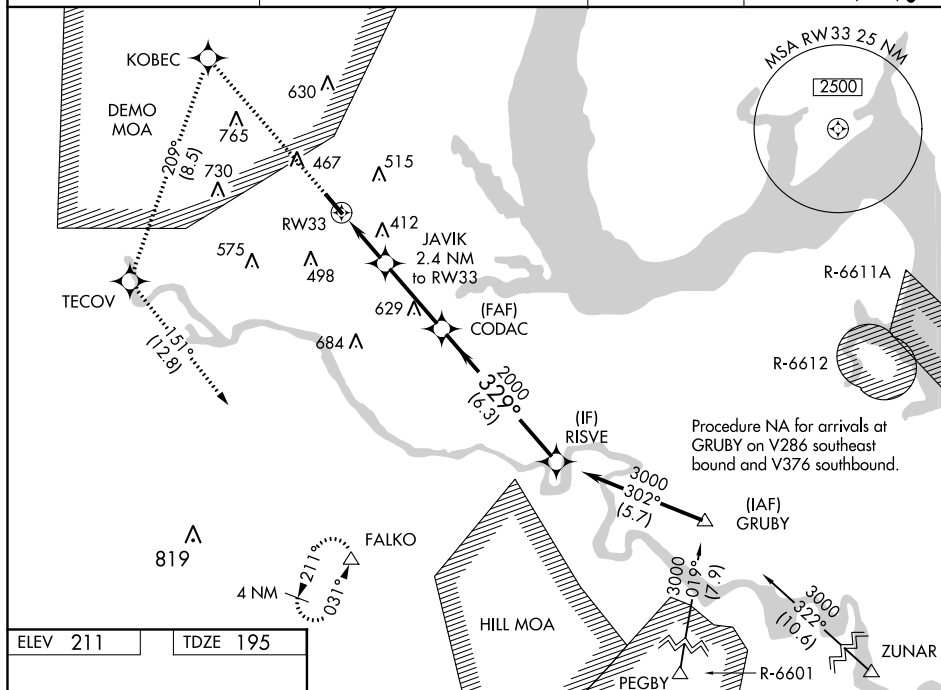 MSA RW33 25 NM
2500
KOBEC
DEMO
MOA
630
765
730
467
515
209°
(8.5)
RW33
412
JAVIK
2.4 NM
to RW33
575
498
TECOV
629
(FAF)
CODAC
684
151°
(12.8)
R-6611A
R-6612
2000
329°
(6.3)
(IF)
RISVE
Procedure NA for arrivals at
GRUBY on V286 southeast
bound and V376 southbound.
3000
302°
(5.7)
(IAF)
GRUBY
819
FALKO
211°
031°
4 NM
3000
019°
(7.9)
3000
322°
(10.6)
HILL MOA
ZUNAR
PEGBY
R-6601
ELEV 211
TDZE 195